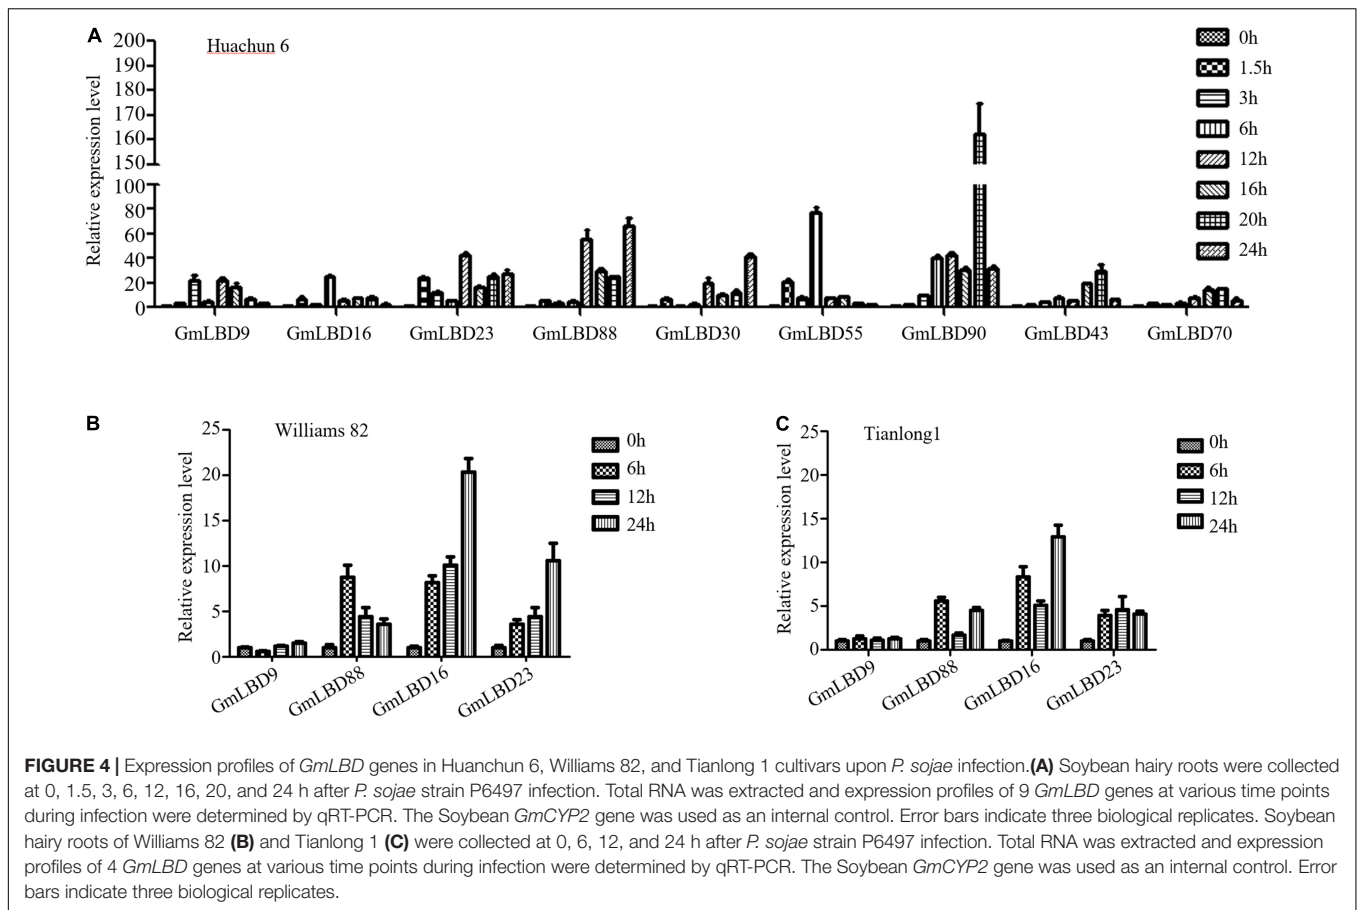 A
Huachun 6
Relative expression level
200
190
180
170
160
150
100
80
60
40
20
0
GmLBD9 GmLBD16 GmLBD23 GmLBD88 GmLBD30 GmLBD55 GmLBD90 GmLBD43 GmLBD70
0h
1.5h
3h
6h
12h
16h
20h
24h
B
Williams 82
Relative expression level
25
20
15
10
5
0
GmLBD9 GmLBD88 GmLBD16 GmLBD23
0h
6h
12h
24h
C
Tianlong1
Relative expression level
25
20
15
10
5
0
GmLBD9 GmLBD88 GmLBD16 GmLBD23
0h
6h
12h
24h
FIGURE 4 | Expression profiles of GmLBD genes in Huanchun 6, Williams 82, and Tianlong 1 cultivars upon P. sojae infection.(A) Soybean hairy roots were collected
at 0, 1.5, 3, 6, 12, 16, 20, and 24 h after P. sojae strain P6497 infection. Total RNA was extracted and expression profiles of 9 GmLBD genes at various time points
during infection were determined by qRT-PCR. The Soybean GmCYP2 gene was used as an internal control. Error bars indicate three biological replicates. Soybean
hairy roots of Williams 82 (B) and Tianlong 1 (C) were collected at 0, 6, 12, and 24 h after P. sojae strain P6497 infection. Total RNA was extracted and expression
profiles of 4 GmLBD genes at various time points during infection were determined by qRT-PCR. The Soybean GmCYP2 gene was used as an internal control. Error
bars indicate three biological replicates.